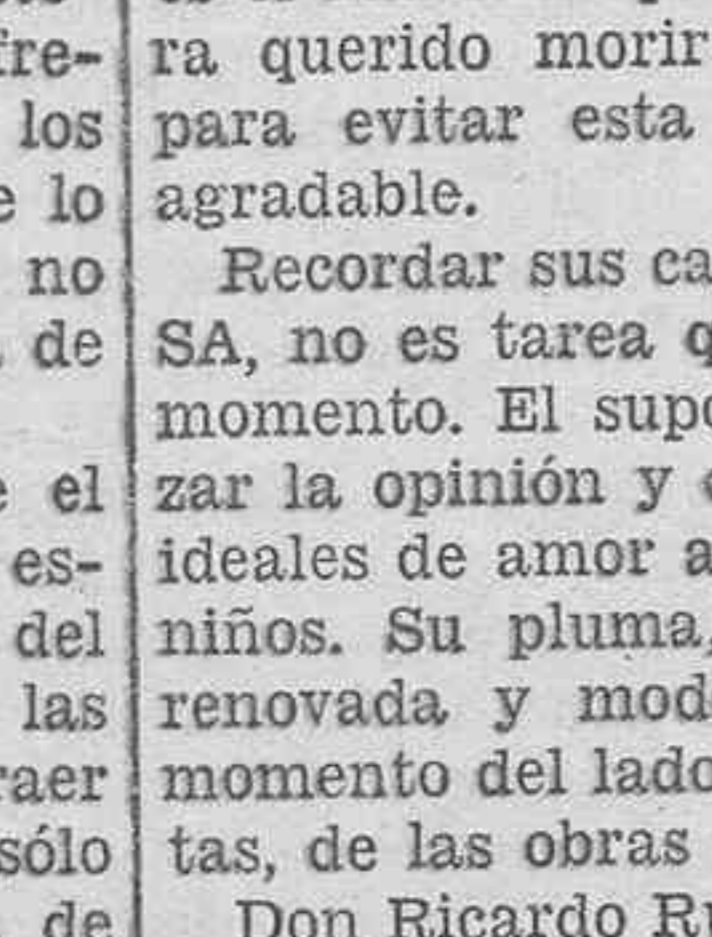 fre-
los
lo
no
de
el
es-
del
las
raer
sólo
de
ra querido morir
para evitar esta
agradable.
Recordar sus ca
SA, no es tarea q
momento. El supo
zar la opinión y
ideales de amor a
niños. Su pluma,
renovada y mod
momento del lado
tas, de las obras
Don Ricardo Ru